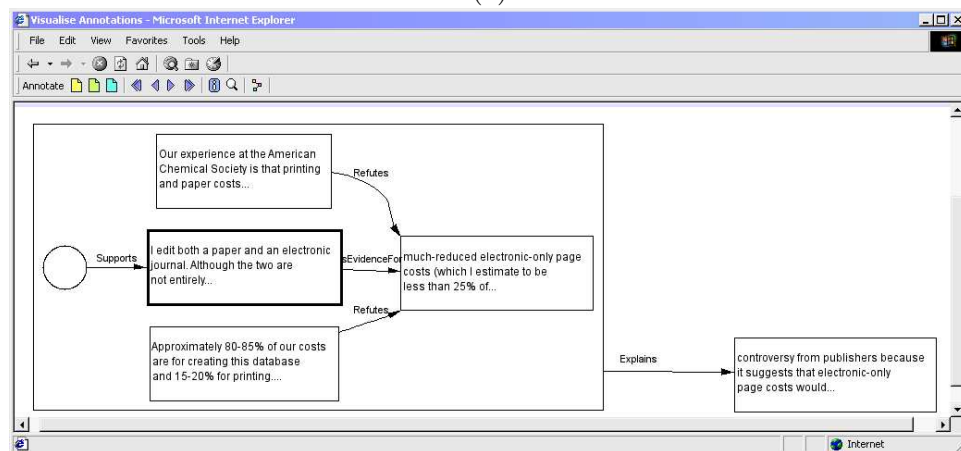 Visualise Annotations - Microsoft Internet Explorer
File Edit View Favorites Tools Help
Annotate
Our experience at the American
Chemical Society is that printing
and paper costs...
Refutes
Supports
I edit both a paper and an electronic
journal. Although the two are
not entirely...
sEvidenceFor
much-reduced electronic-only page
costs (which I estimate to be
less than 25% of...
Refutes
Approximately 80-85% of our costs
are for creating this database
and 15-20% for printing....
Explains
controversy from publishers because
it suggests that electronic-only
page costs would...
Internet